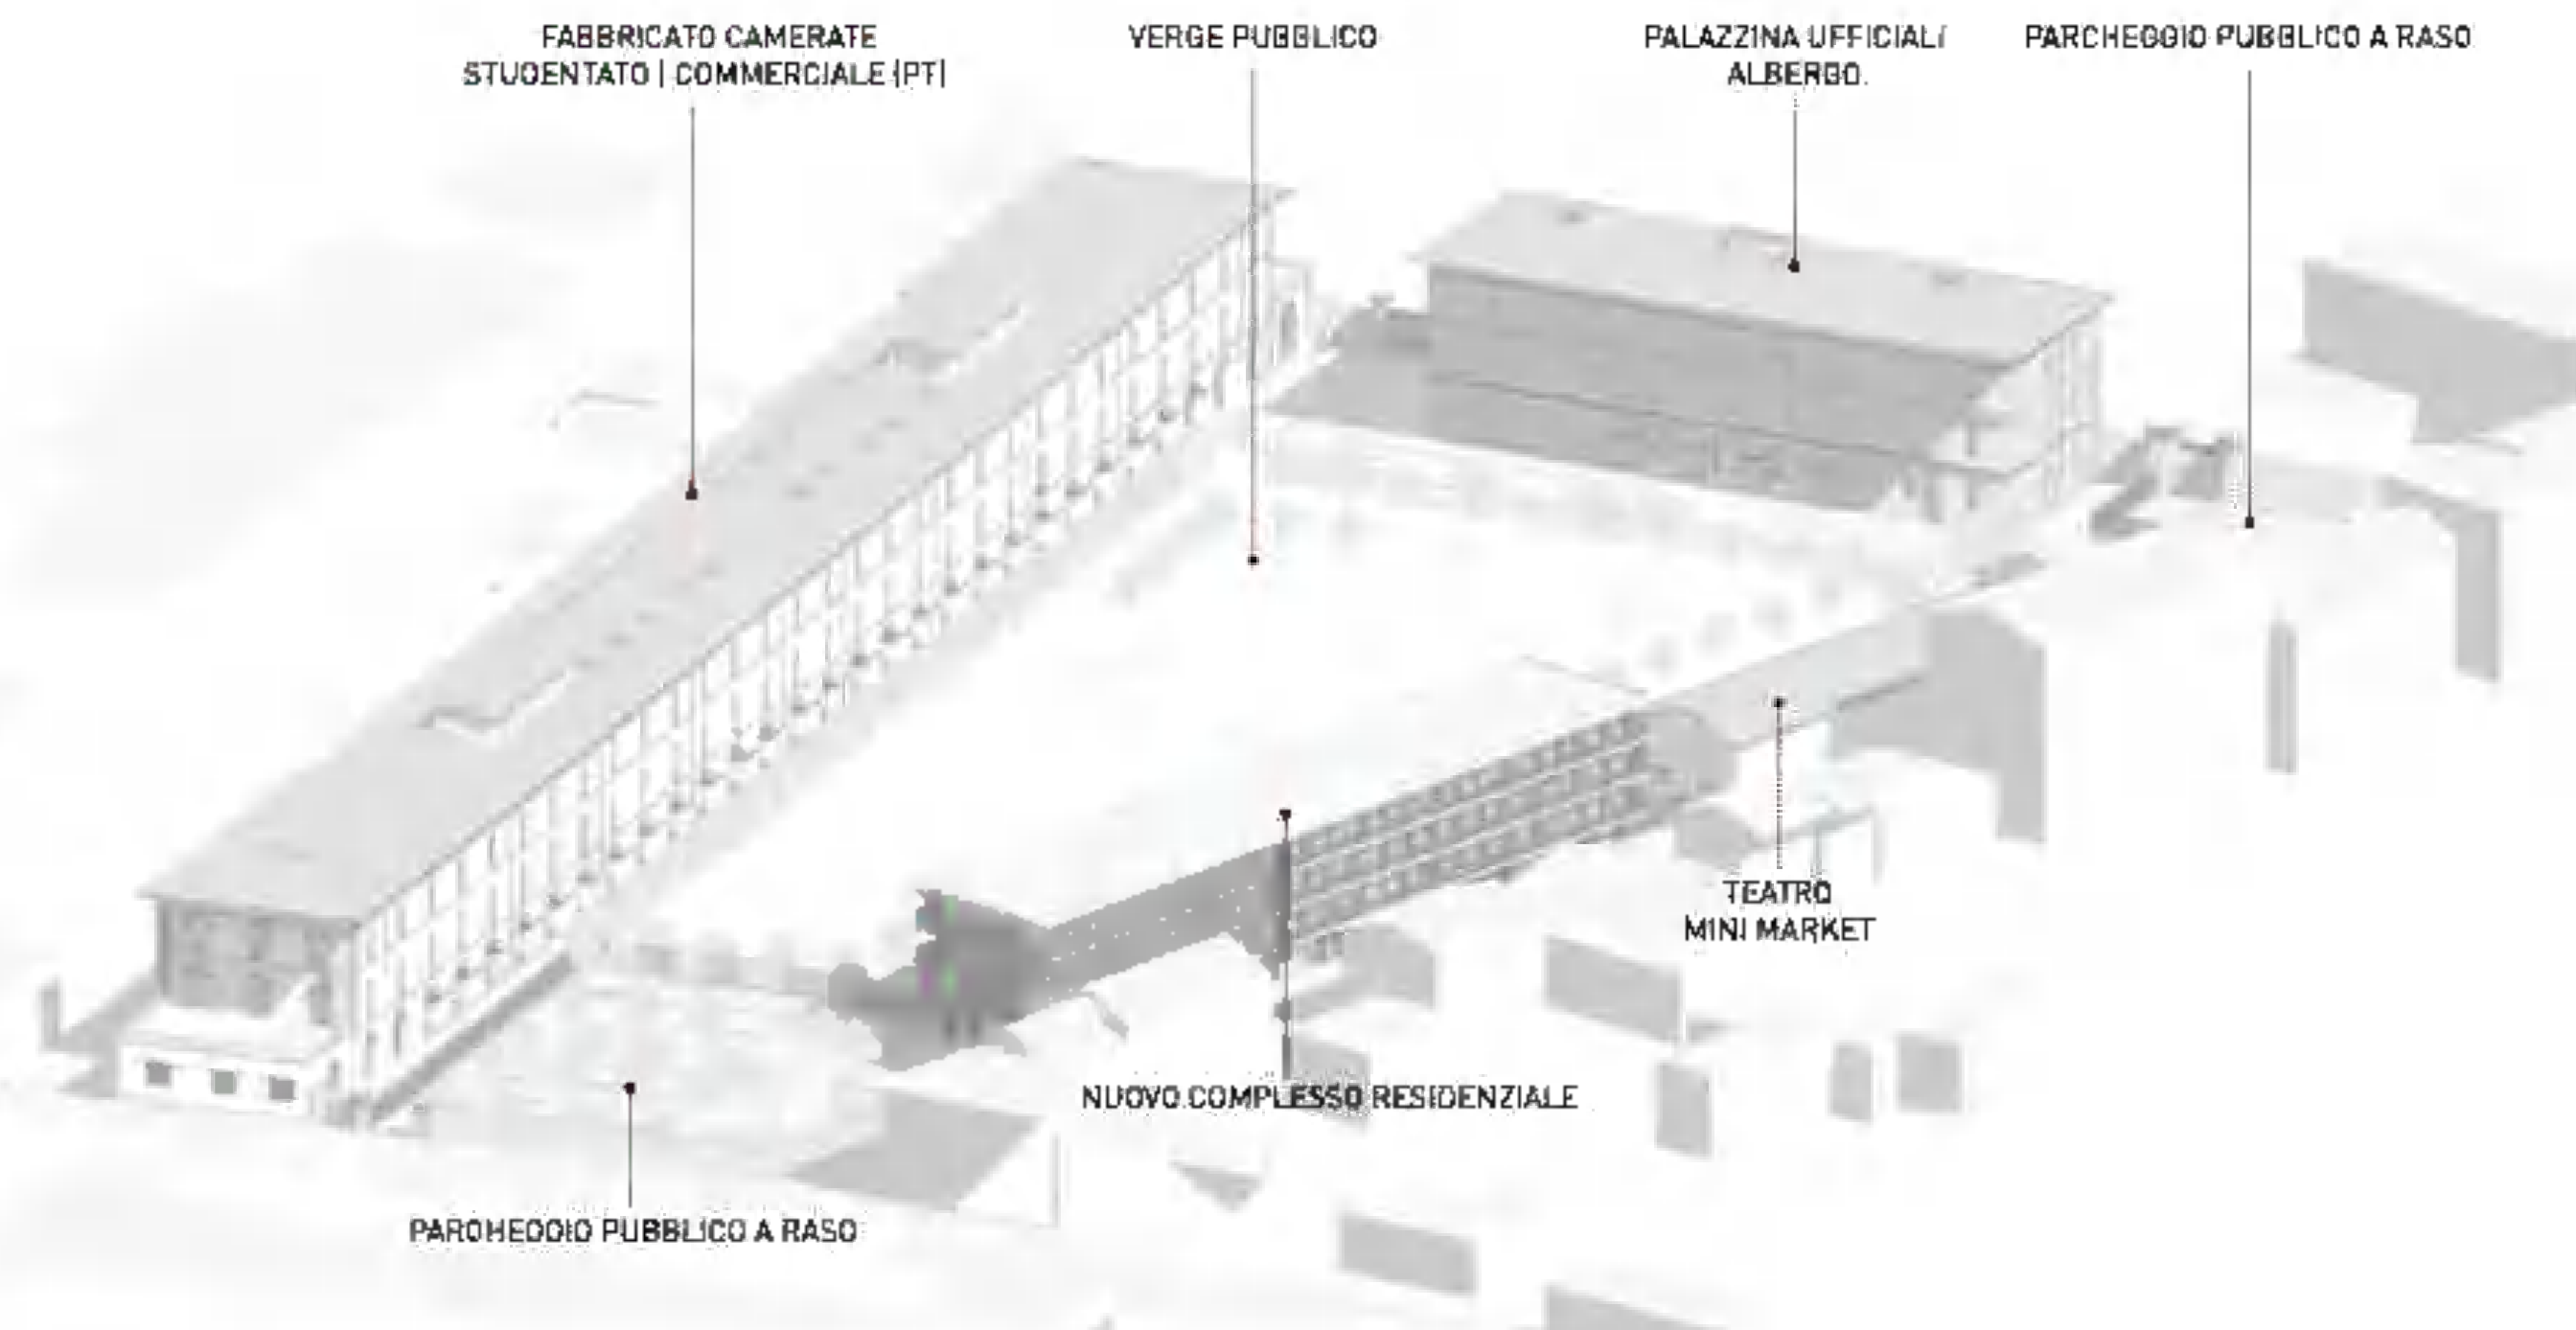 FABBRICATO CAMERATE
STUDENTATO | COMMERCIALE (PT)
VERGE PUBBLICO
PALAZZINA UFFICIALI
ALBERGO.
PARCHEGGIO PUBBLICO A RASO
TEATRO
MINI MARKET
NUOVO COMPLESSO RESIDENZIALE
PARCHEGGIO PUBBLICO A RASO